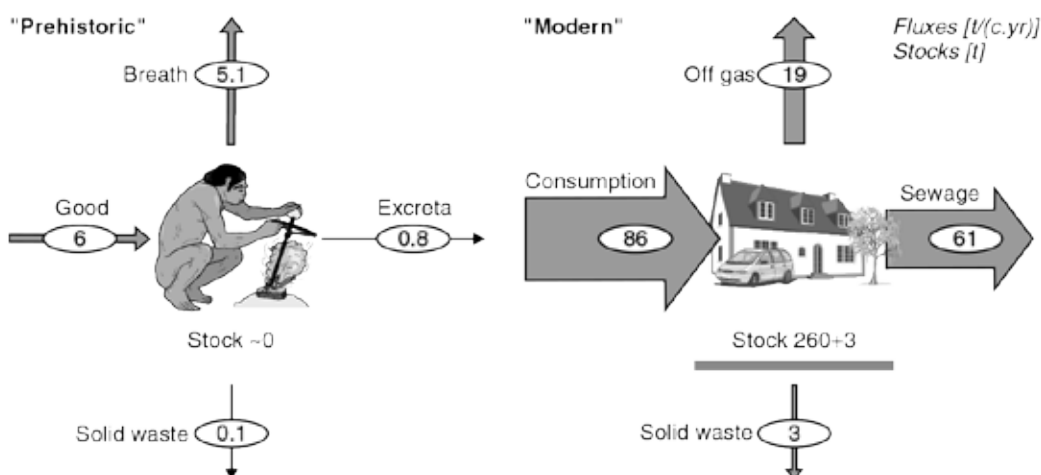 "Prehistoric"
Breath 5.1
Good
6
Excreta
0.8
Stock ~0
Solid waste 0.1
"Modern"
Fluxes [t/(c.yr)]
Stocks [t]
Off gas 19
Consumption
86
Sewage
61
Stock 260+3
Solid waste 3